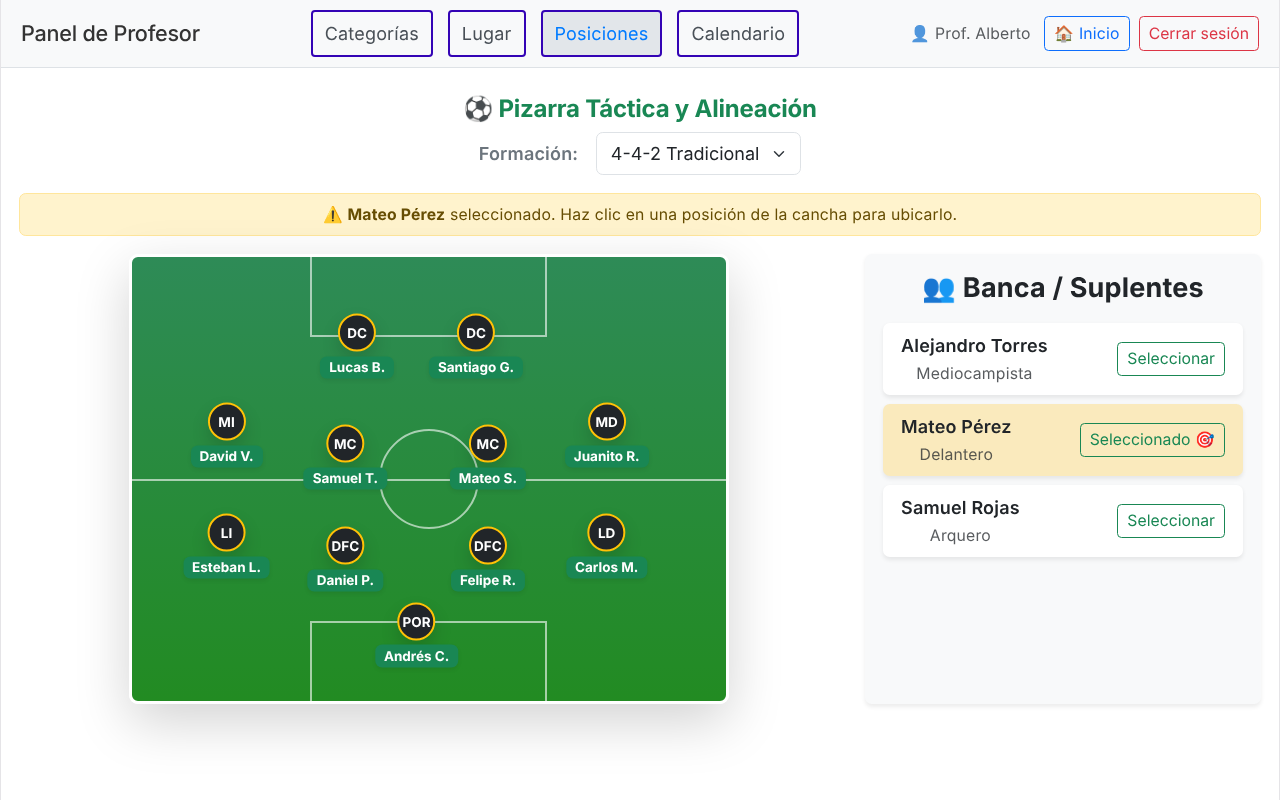 Panel de Profesor
Categorías
Lugar
Posiciones
Calendario
👤 Prof. Alberto
🏠 Inicio
Cerrar sesión
⚽ Pizarra Táctica y Alineación
Formación:
4-4-2 Tradicional
⚠️ Mateo Pérez seleccionado. Haz clic en una posición de la cancha para ubicarlo.
DC
Lucas B.
DC
Santiago G.
MI
David V.
MC
Samuel T.
MC
Mateo S.
MD
Juanito R.
LI
Esteban L.
DFC
Daniel P.
DFC
Felipe R.
LD
Carlos M.
POR
Andrés C.
👥 Banca / Suplentes
Alejandro Torres
Mediocampista
Seleccionar
Mateo Pérez
Delantero
Seleccionado 🎯
Samuel Rojas
Arquero
Seleccionar